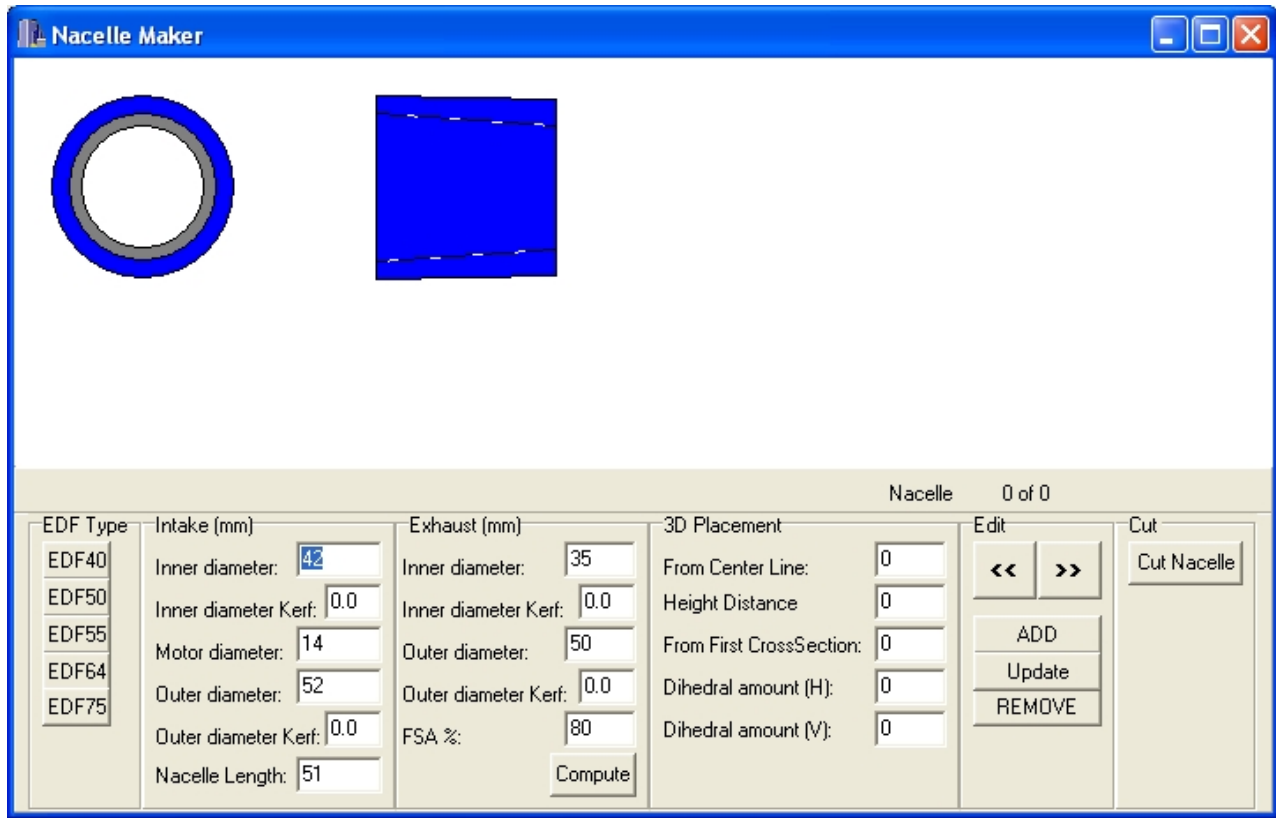 Nacelle Maker
Nacelle 0 of 0
EDF Type
EDF40
EDF50
EDF55
EDF64
EDF75
Intake (mm)
Inner diameter: 42
Inner diameter Kerf: 0.0
Motor diameter: 14
Outer diameter: 52
Outer diameter Kerf: 0.0
Nacelle Length: 51
Exhaust (mm)
Inner diameter: 35
Inner diameter Kerf: 0.0
Outer diameter: 50
Outer diameter Kerf: 0.0
FSA %: 80
Compute
3D Placement
From Center Line: 0
Height Distance 0
From First CrossSection: 0
Dihedral amount (H): 0
Dihedral amount (V): 0
Edit
<< >>
ADD
Update
REMOVE
Cut
Cut Nacelle